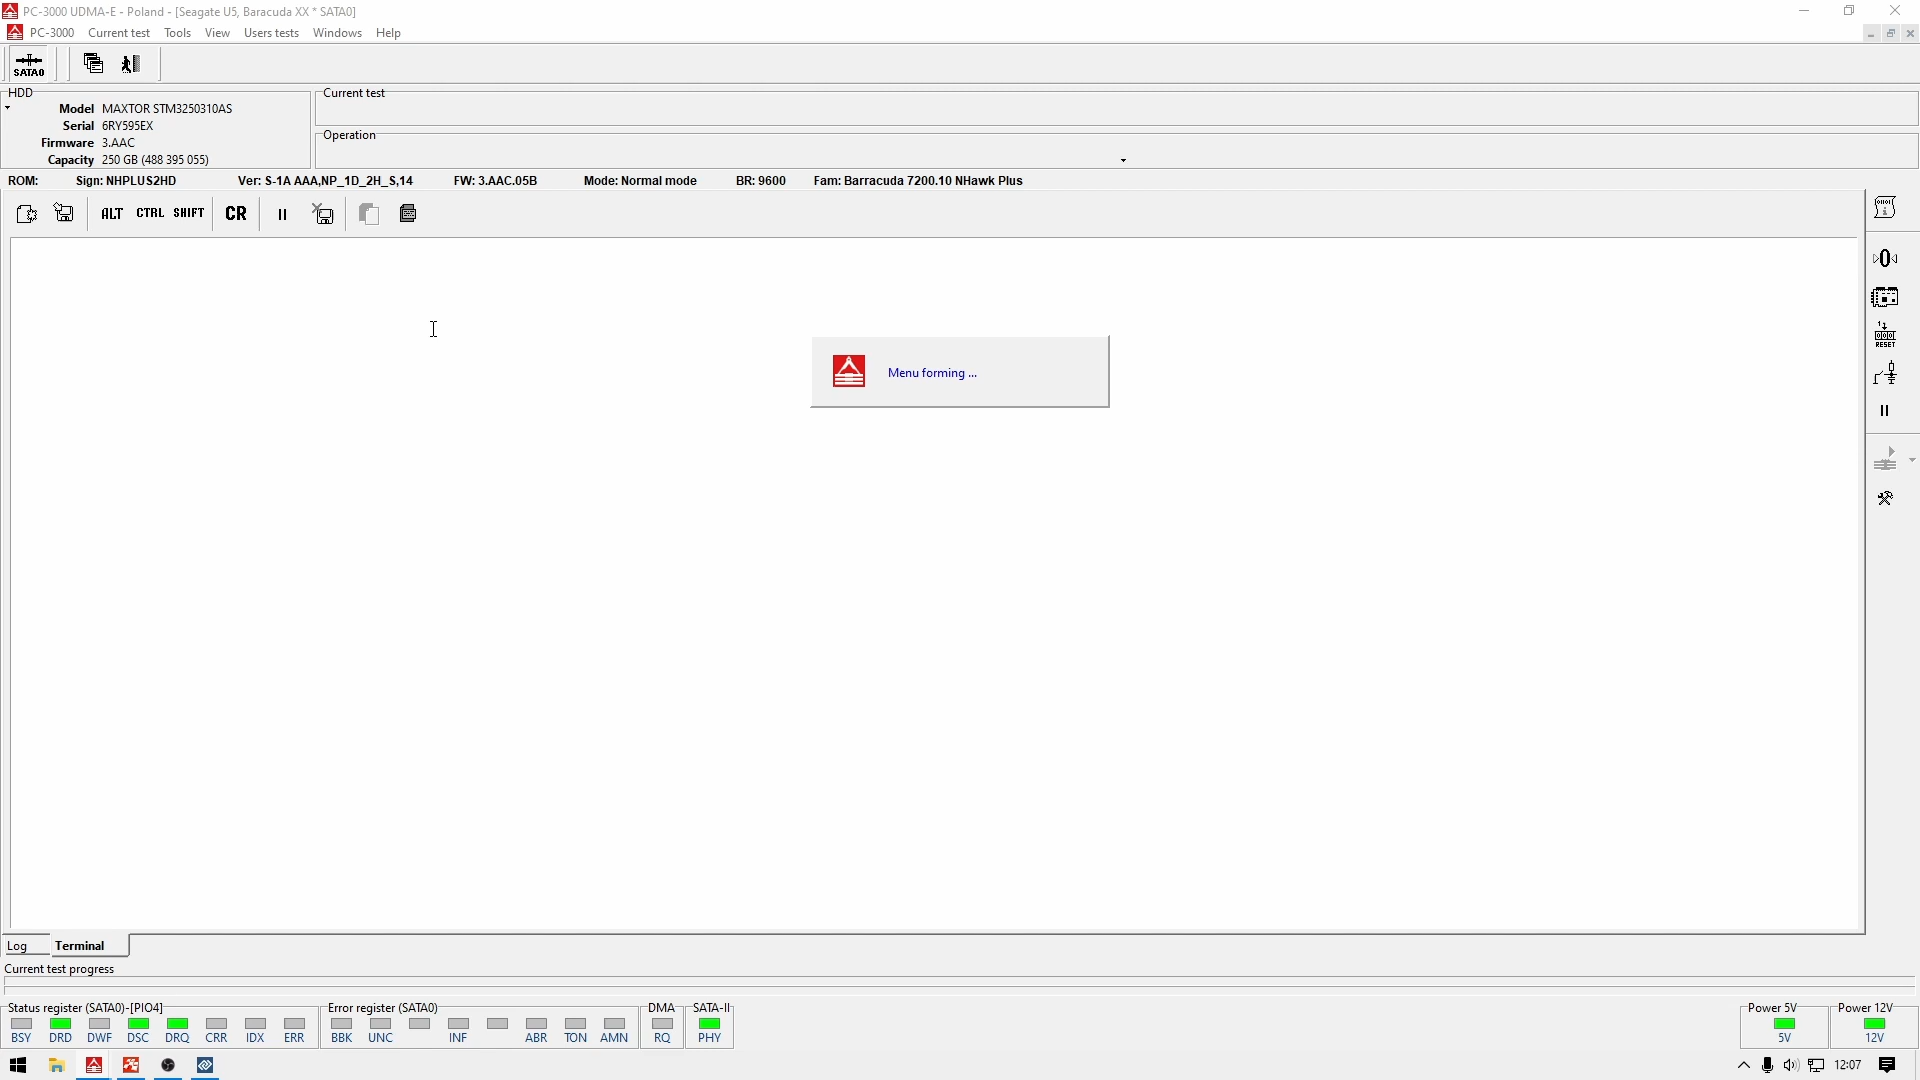 PC-3000 UDMA-E - Poland - [Seagate U5, Baracuda XX * SATA0]
PC-3000 Current test Tools View Users tests Windows Help
SATA0
HDD
Model MAXTOR STM3250310AS
Serial 6RY595EX
Firmware 3.AAC
Capacity 250 GB (488 395 055)
Current test
Operation
ROM: Sign: NHPLUS2HD Ver: S-1A AAA,NP_1D_2H_S,14 FW: 3.AAC.05B Mode: Normal mode BR: 9600 Fam: Barracuda 7200.10 NHawk Plus
ALT CTRL SHIFT CR
RESET
Menu forming ...
Log Terminal
Current test progress
Status register (SATA0)-[PIO4] Error register (SATA0) DMA SATA-II Power 5V Power 12V
BSY DRD DWF DSC DRQ CRR IDX ERR BBK UNC INF ABR TON AMN RQ PHY 5V 12V
12:07